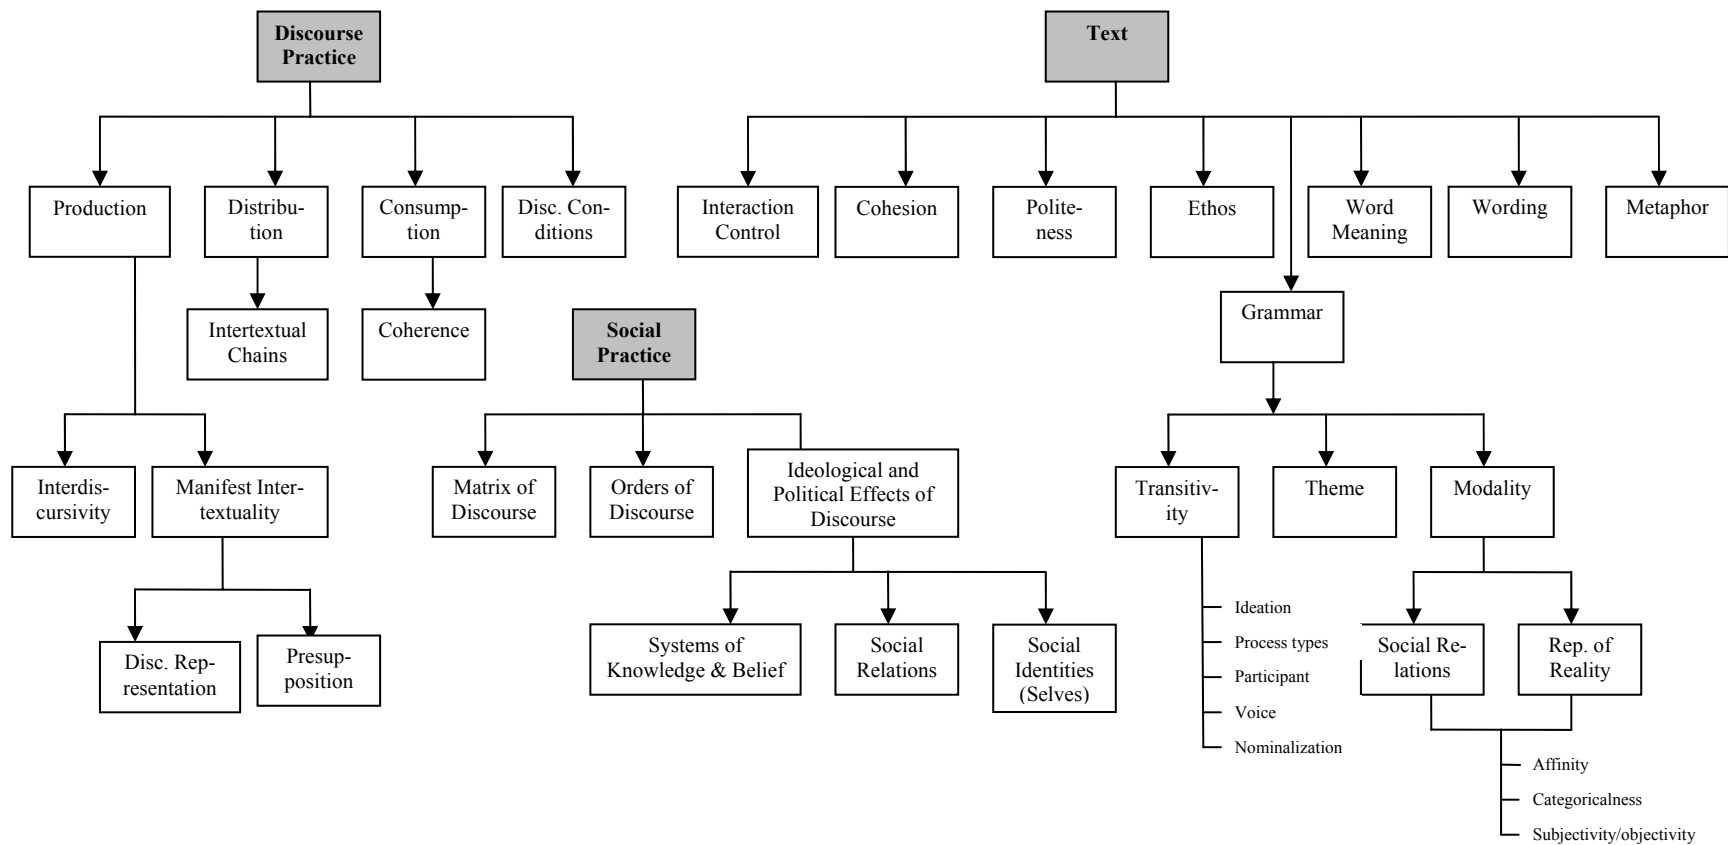 Discourse
Practice
Text
Production
Distribu-
tion
Consump-
tion
Disc. Con-
ditions
Interaction
Control
Cohesion
Polite-
ness
Ethos
Word
Meaning
Wording
Metaphor
Grammar
Intertextual
Chains
Coherence
Social
Practice
Interdis-
cursivity
Manifest Inter-
textuality
Matrix of
Discourse
Orders of
Discourse
Ideological and
Political Effects of
Discourse
Transitiv-
ity
Theme
Modality
Disc. Rep-
resentation
Presup-
position
Systems of
Knowledge & Belief
Social
Relations
Social
Identities
(Selves)
Ideation
Process types
Participant
Voice
Nominalization
Social Re-
lations
Rep. of
Reality
Affinity
Categoricalness
Subjectivity/objectivity